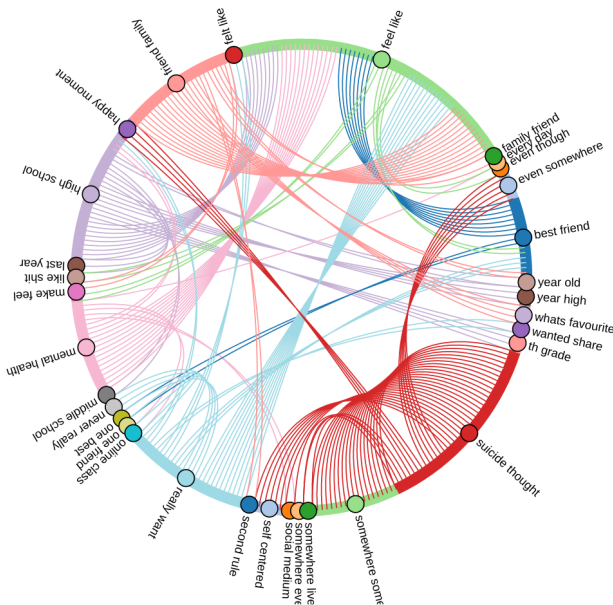 feel like
family friend
every day
even though
even somewhere
best friend
year old
year high
whats favourite
wanted share
th grade
suicide thought
somewhere some
somewhere live
somewhere eve
social medium
self centered
second rule
really want
online class
one friend
one best
never really
middle school
mental health
make feel
like shit
last year
high school
happy moment
friend family
felt like